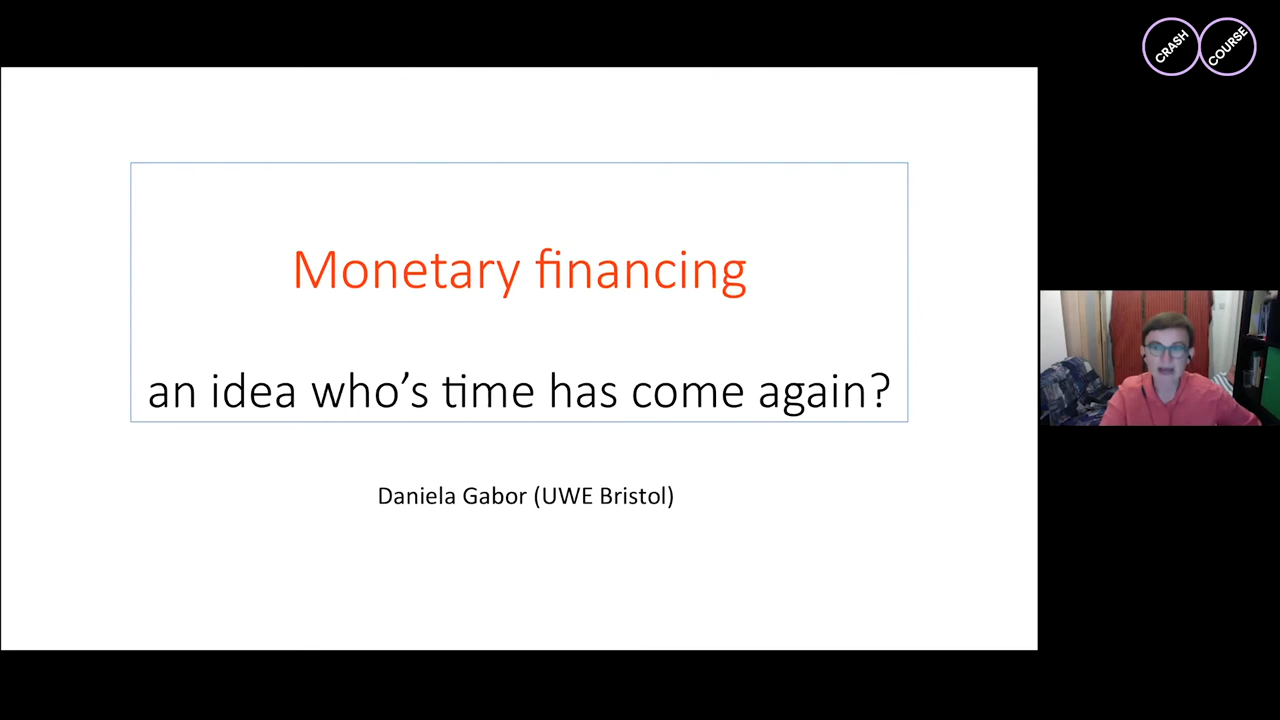 CRASH COURSE
Monetary financing
an idea who's time has come again?
Daniela Gabor (UWE Bristol)